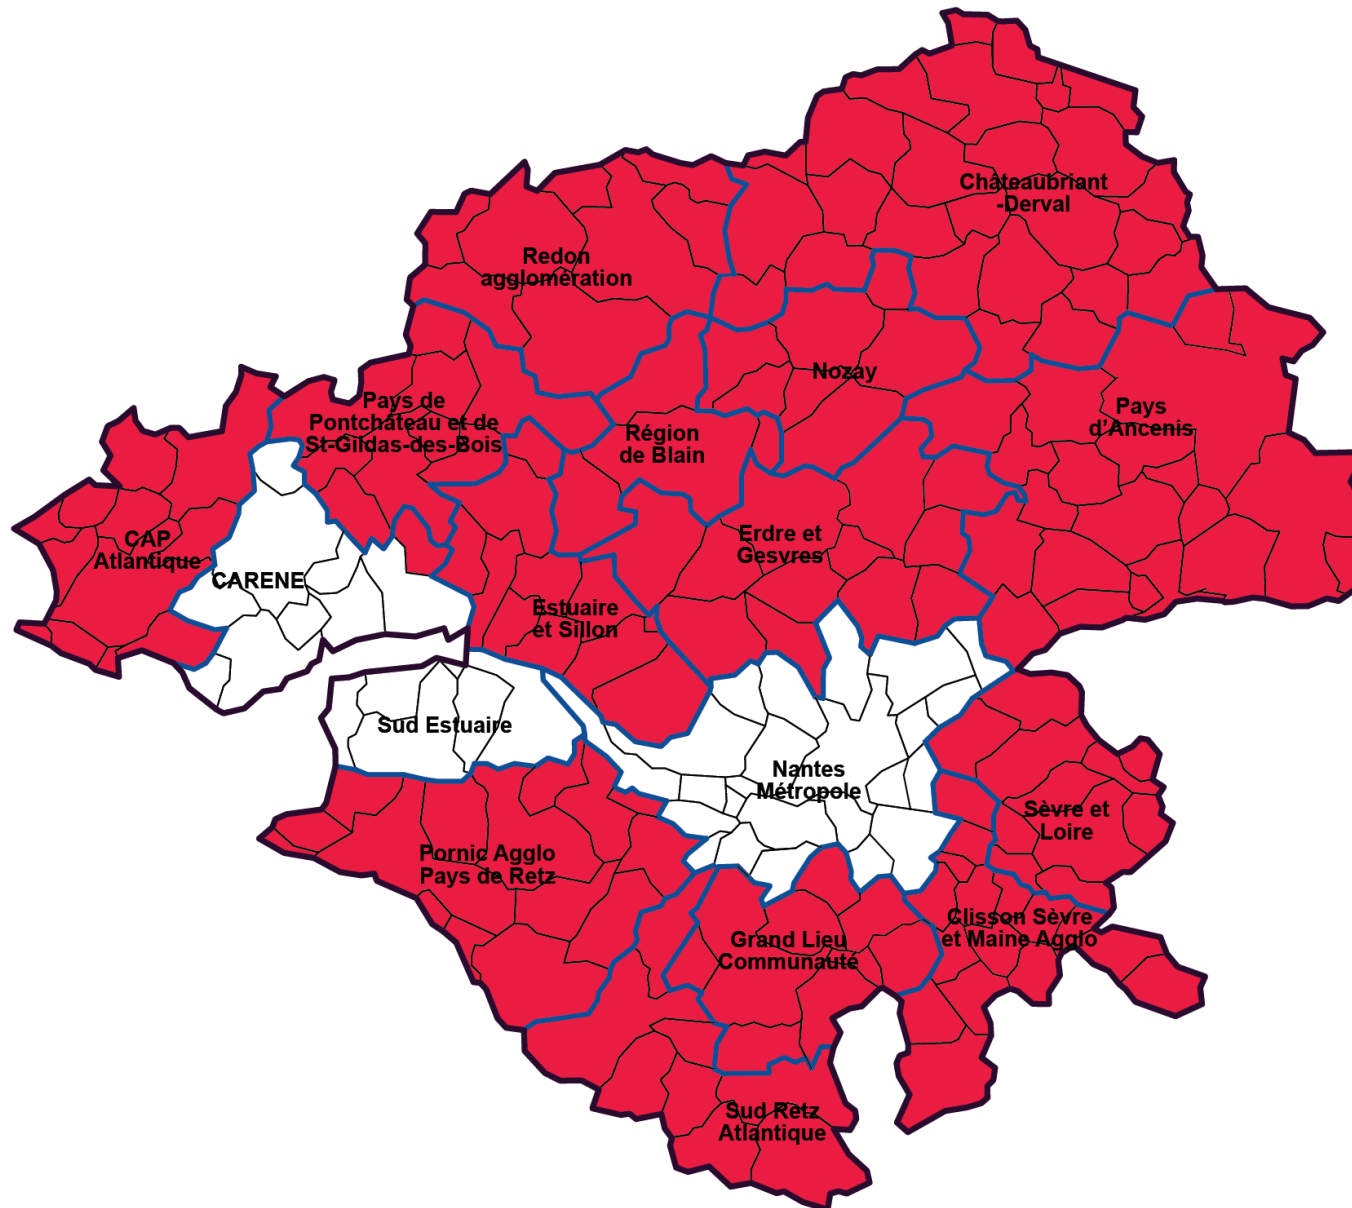 Châteaubriant
-Derval
Redon
agglomération
Nozay
Pays de
Pontchâteau et de
St-Gildas-des-Bois
Pays
d'Ancenis
Région
de Blain
CAP
Atlantique
Erdre et
Gesvres
CARENE
Estuaire
et Sillon
Sud Estuaire
Nantes
Métropole
Sèvre et
Loire
Pornic Agglo
Pays de Retz
Clisson Sèvre
et Maine Agglo
Grand Lieu
Communauté
Sud Retz
Atlantique